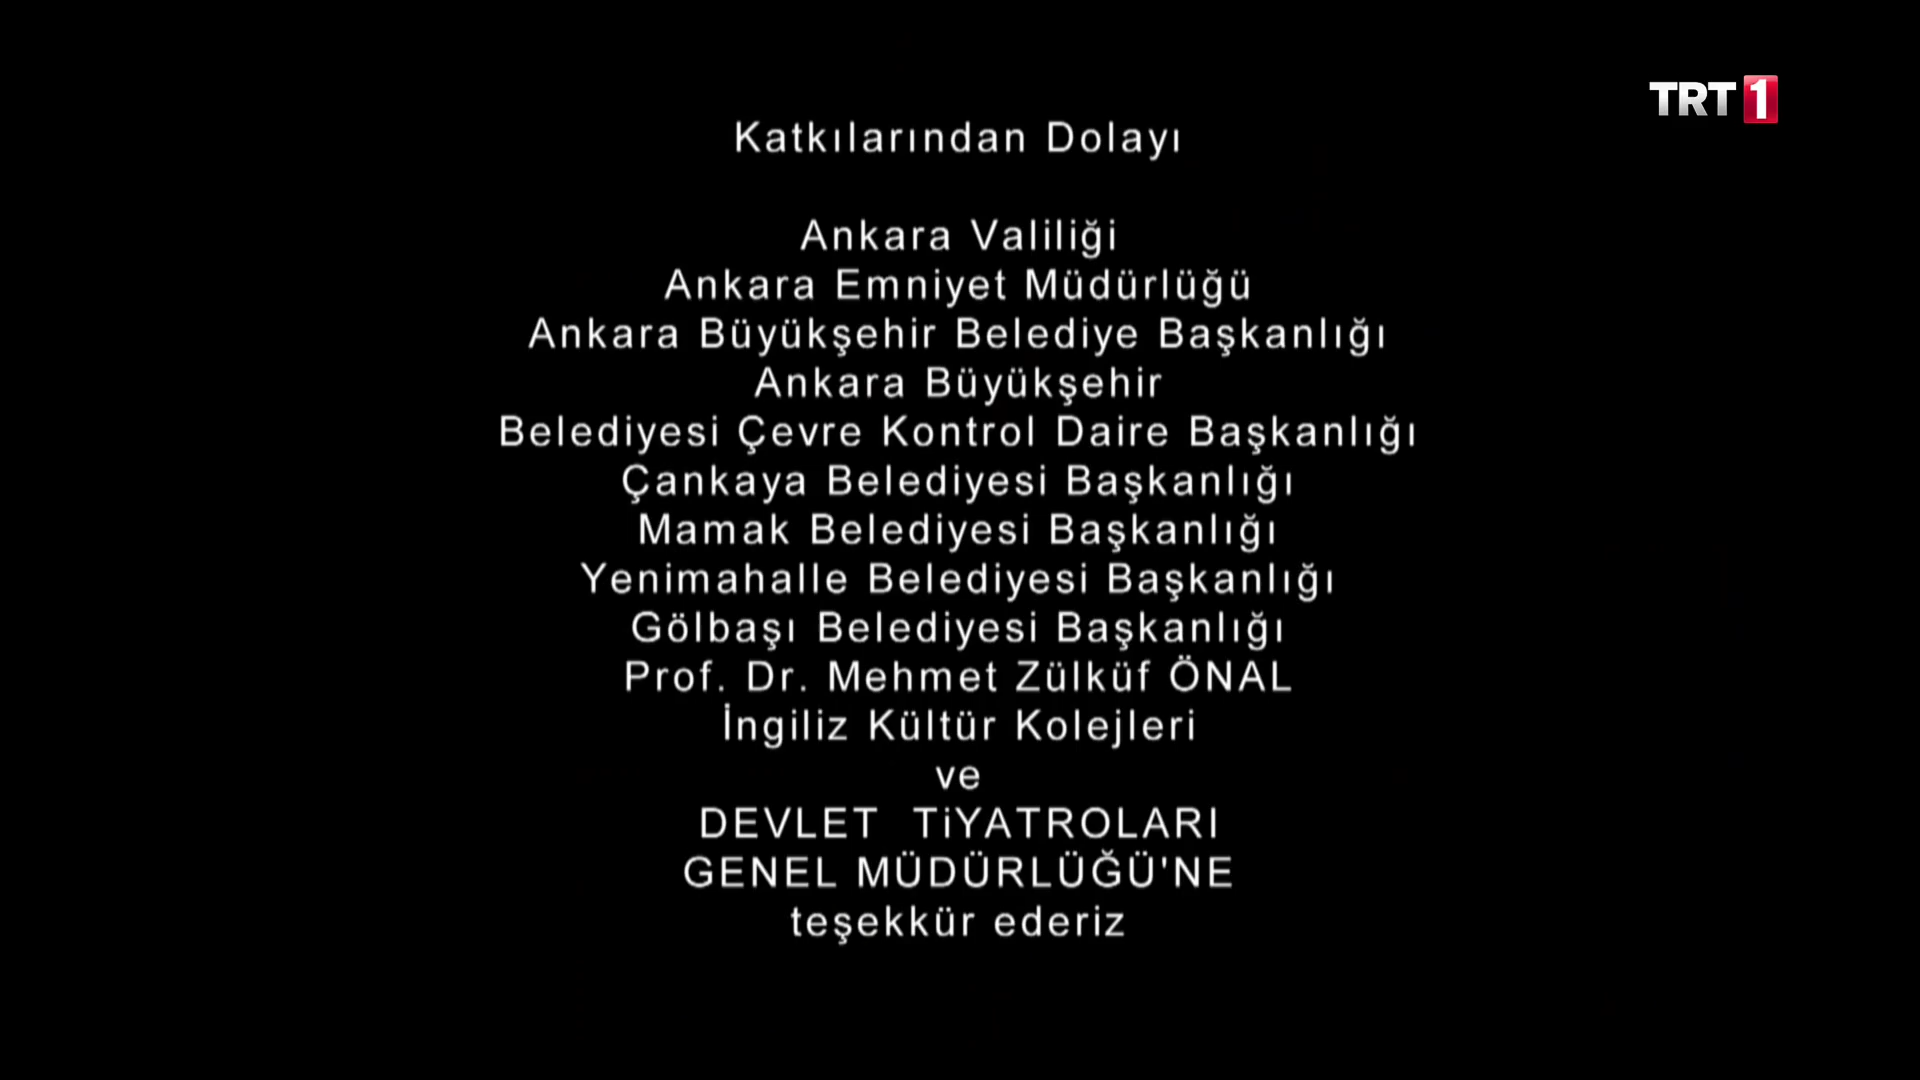 TRT 1
Katkılarından Dolayı
Ankara Valiliği
Ankara Emniyet Müdürlüğü
Ankara Büyükşehir Belediye Başkanlığı
Ankara Büyükşehir
Belediyesi Çevre Kontrol Daire Başkanlığı
Çankaya Belediyesi Başkanlığı
Mamak Belediyesi Başkanlığı
Yenimahalle Belediyesi Başkanlığı
Gölbaşı Belediyesi Başkanlığı
Prof. Dr. Mehmet Zülküf ÖNAL
İngiliz Kültür Kolejleri
ve
DEVLET TiYATROLARI
GENEL MÜDÜRLÜĞÜ'NE
teşekkür ederiz